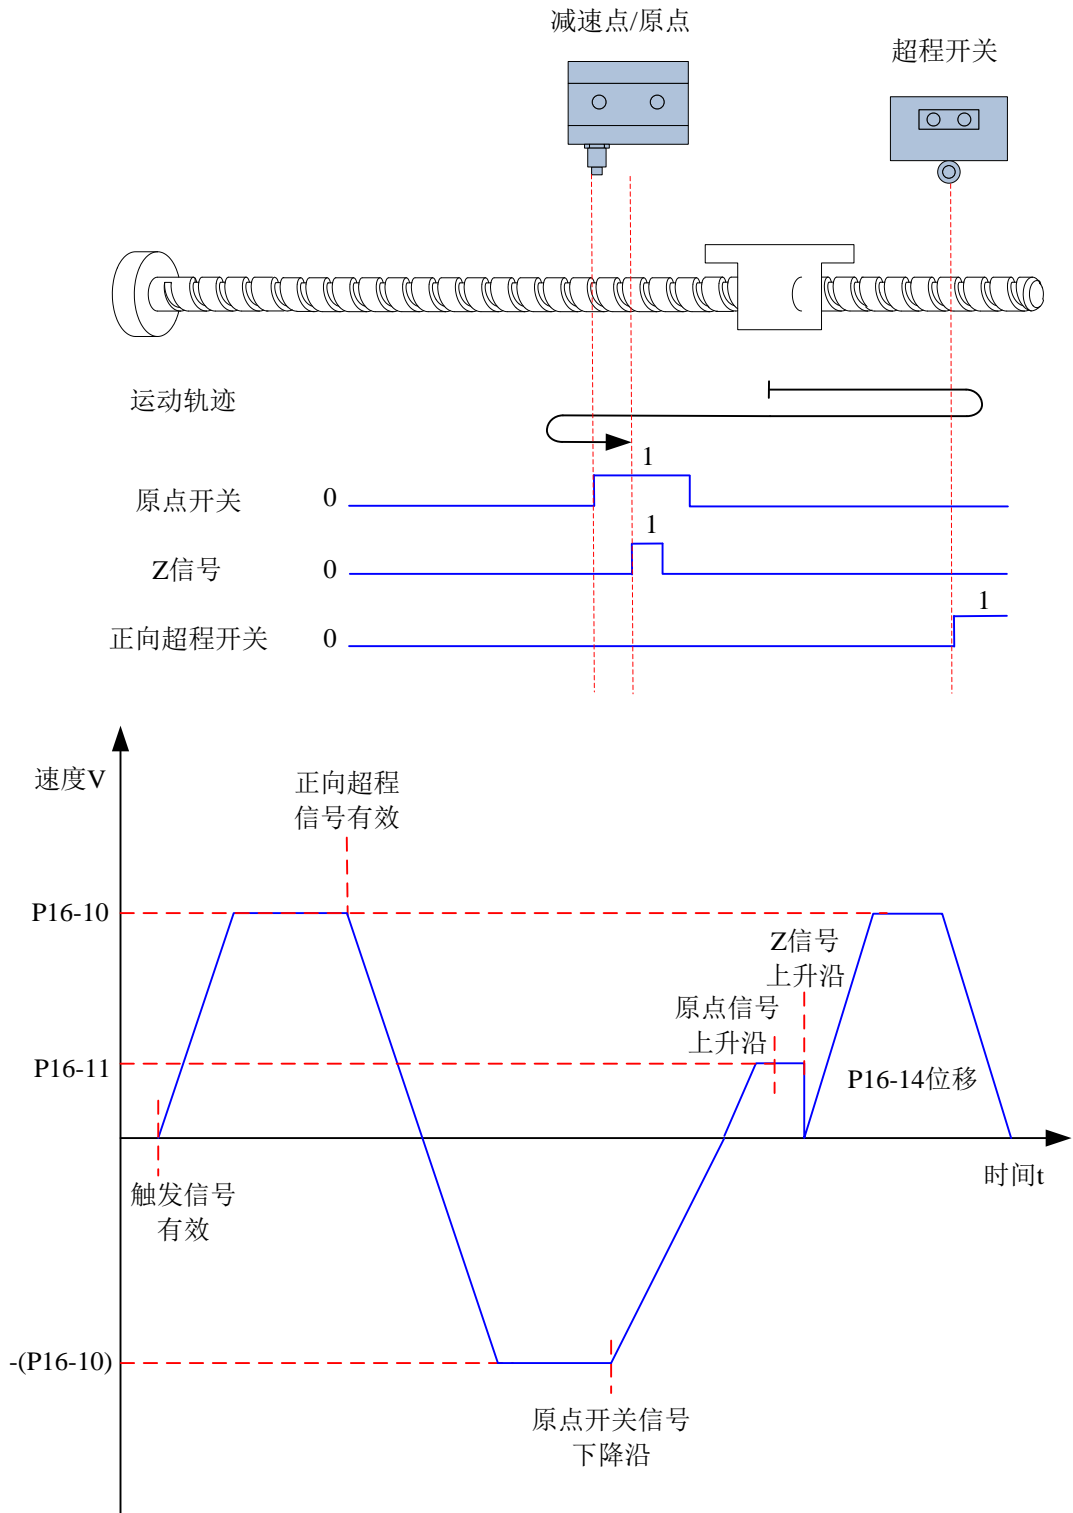 减速点/原点
超程开关
运动轨迹
1
原点开关
0
1
Z信号
0
1
正向超程开关
0
速度V
正向超程
信号有效
P16-10
Z信号
上升沿
原点信号
上升沿
P16-11
P16-14位移
时间t
触发信号
有效
-(P16-10)
原点开关信号
下降沿